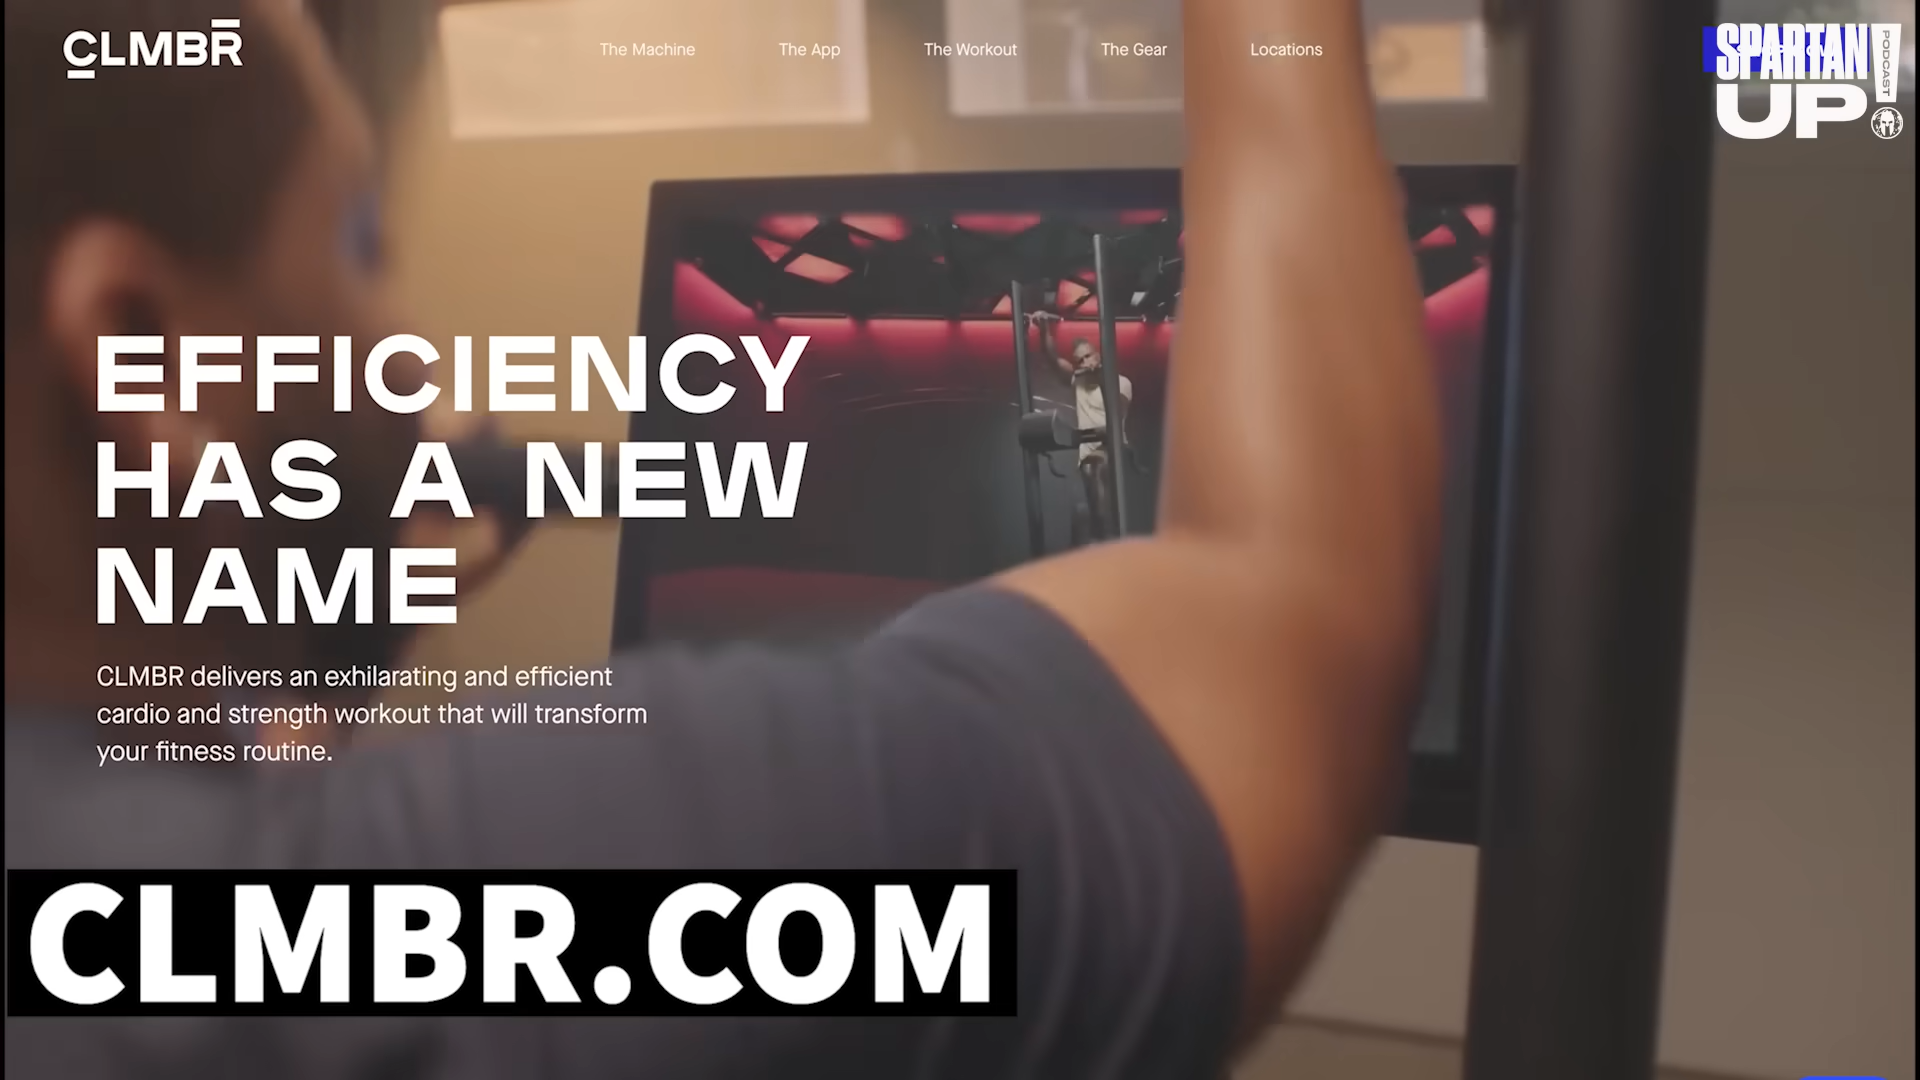 CLMBR
The Machine
The App
The Workout
The Gear
Locations
SPARTAN
UP!
PODCAST
EFFICIENCY
HAS A NEW
NAME
CLMBR delivers an exhilarating and efficient
cardio and strength workout that will transform
your fitness routine.
CLMBR.COM